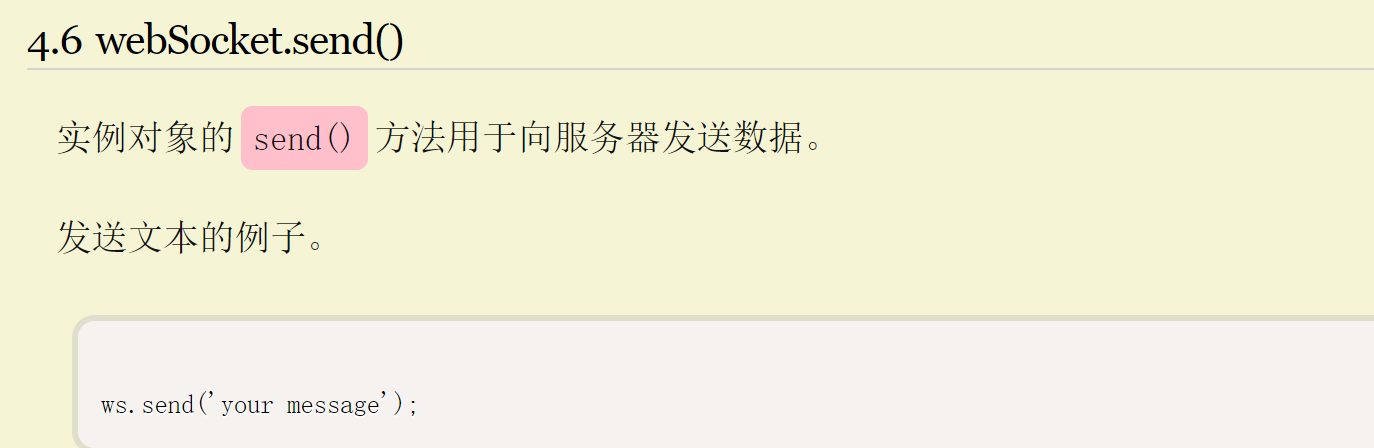 4.6 webSocket.send()
实例对象的 send() 方法用于向服务器发送数据。
发送文本的例子。
ws.send('your message');